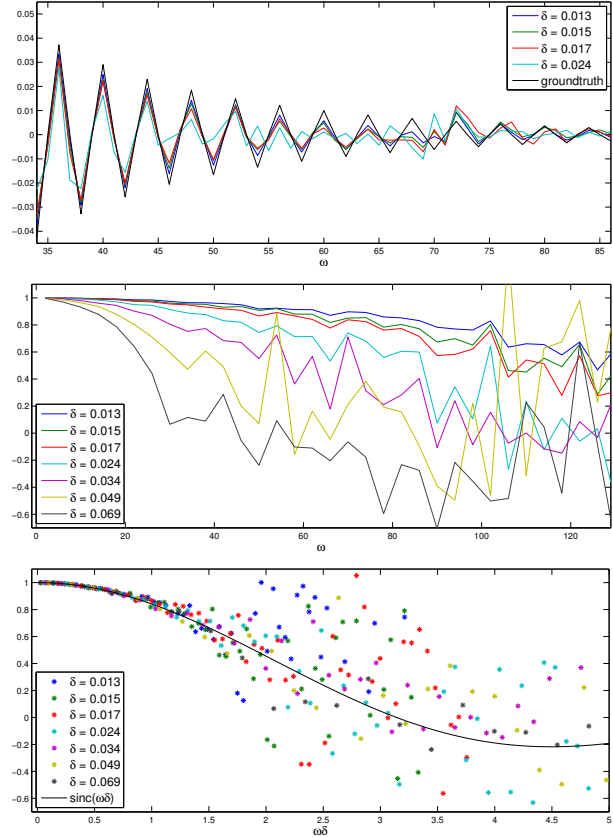 0.05
0.04
0.03
0.02
0.01
0
-0.01
-0.02
-0.03
-0.04
35 40 45 50 55 60 65 70 75 80 85
ω
δ = 0.013
δ = 0.015
δ = 0.017
δ = 0.024
groundtruth
1
0.8
0.6
0.4
0.2
0
-0.2
-0.4
-0.6
0 20 40 60 80 100 120
ω
δ = 0.013
δ = 0.015
δ = 0.017
δ = 0.024
δ = 0.034
δ = 0.049
δ = 0.069
1
0.8
0.6
0.4
0.2
0
-0.2
-0.4
-0.6
0 0.5 1 1.5 2 2.5 3 3.5 4 4.5 5
ωδ
δ = 0.013
δ = 0.015
δ = 0.017
δ = 0.024
δ = 0.034
δ = 0.049
δ = 0.069
sinc(ωδ)